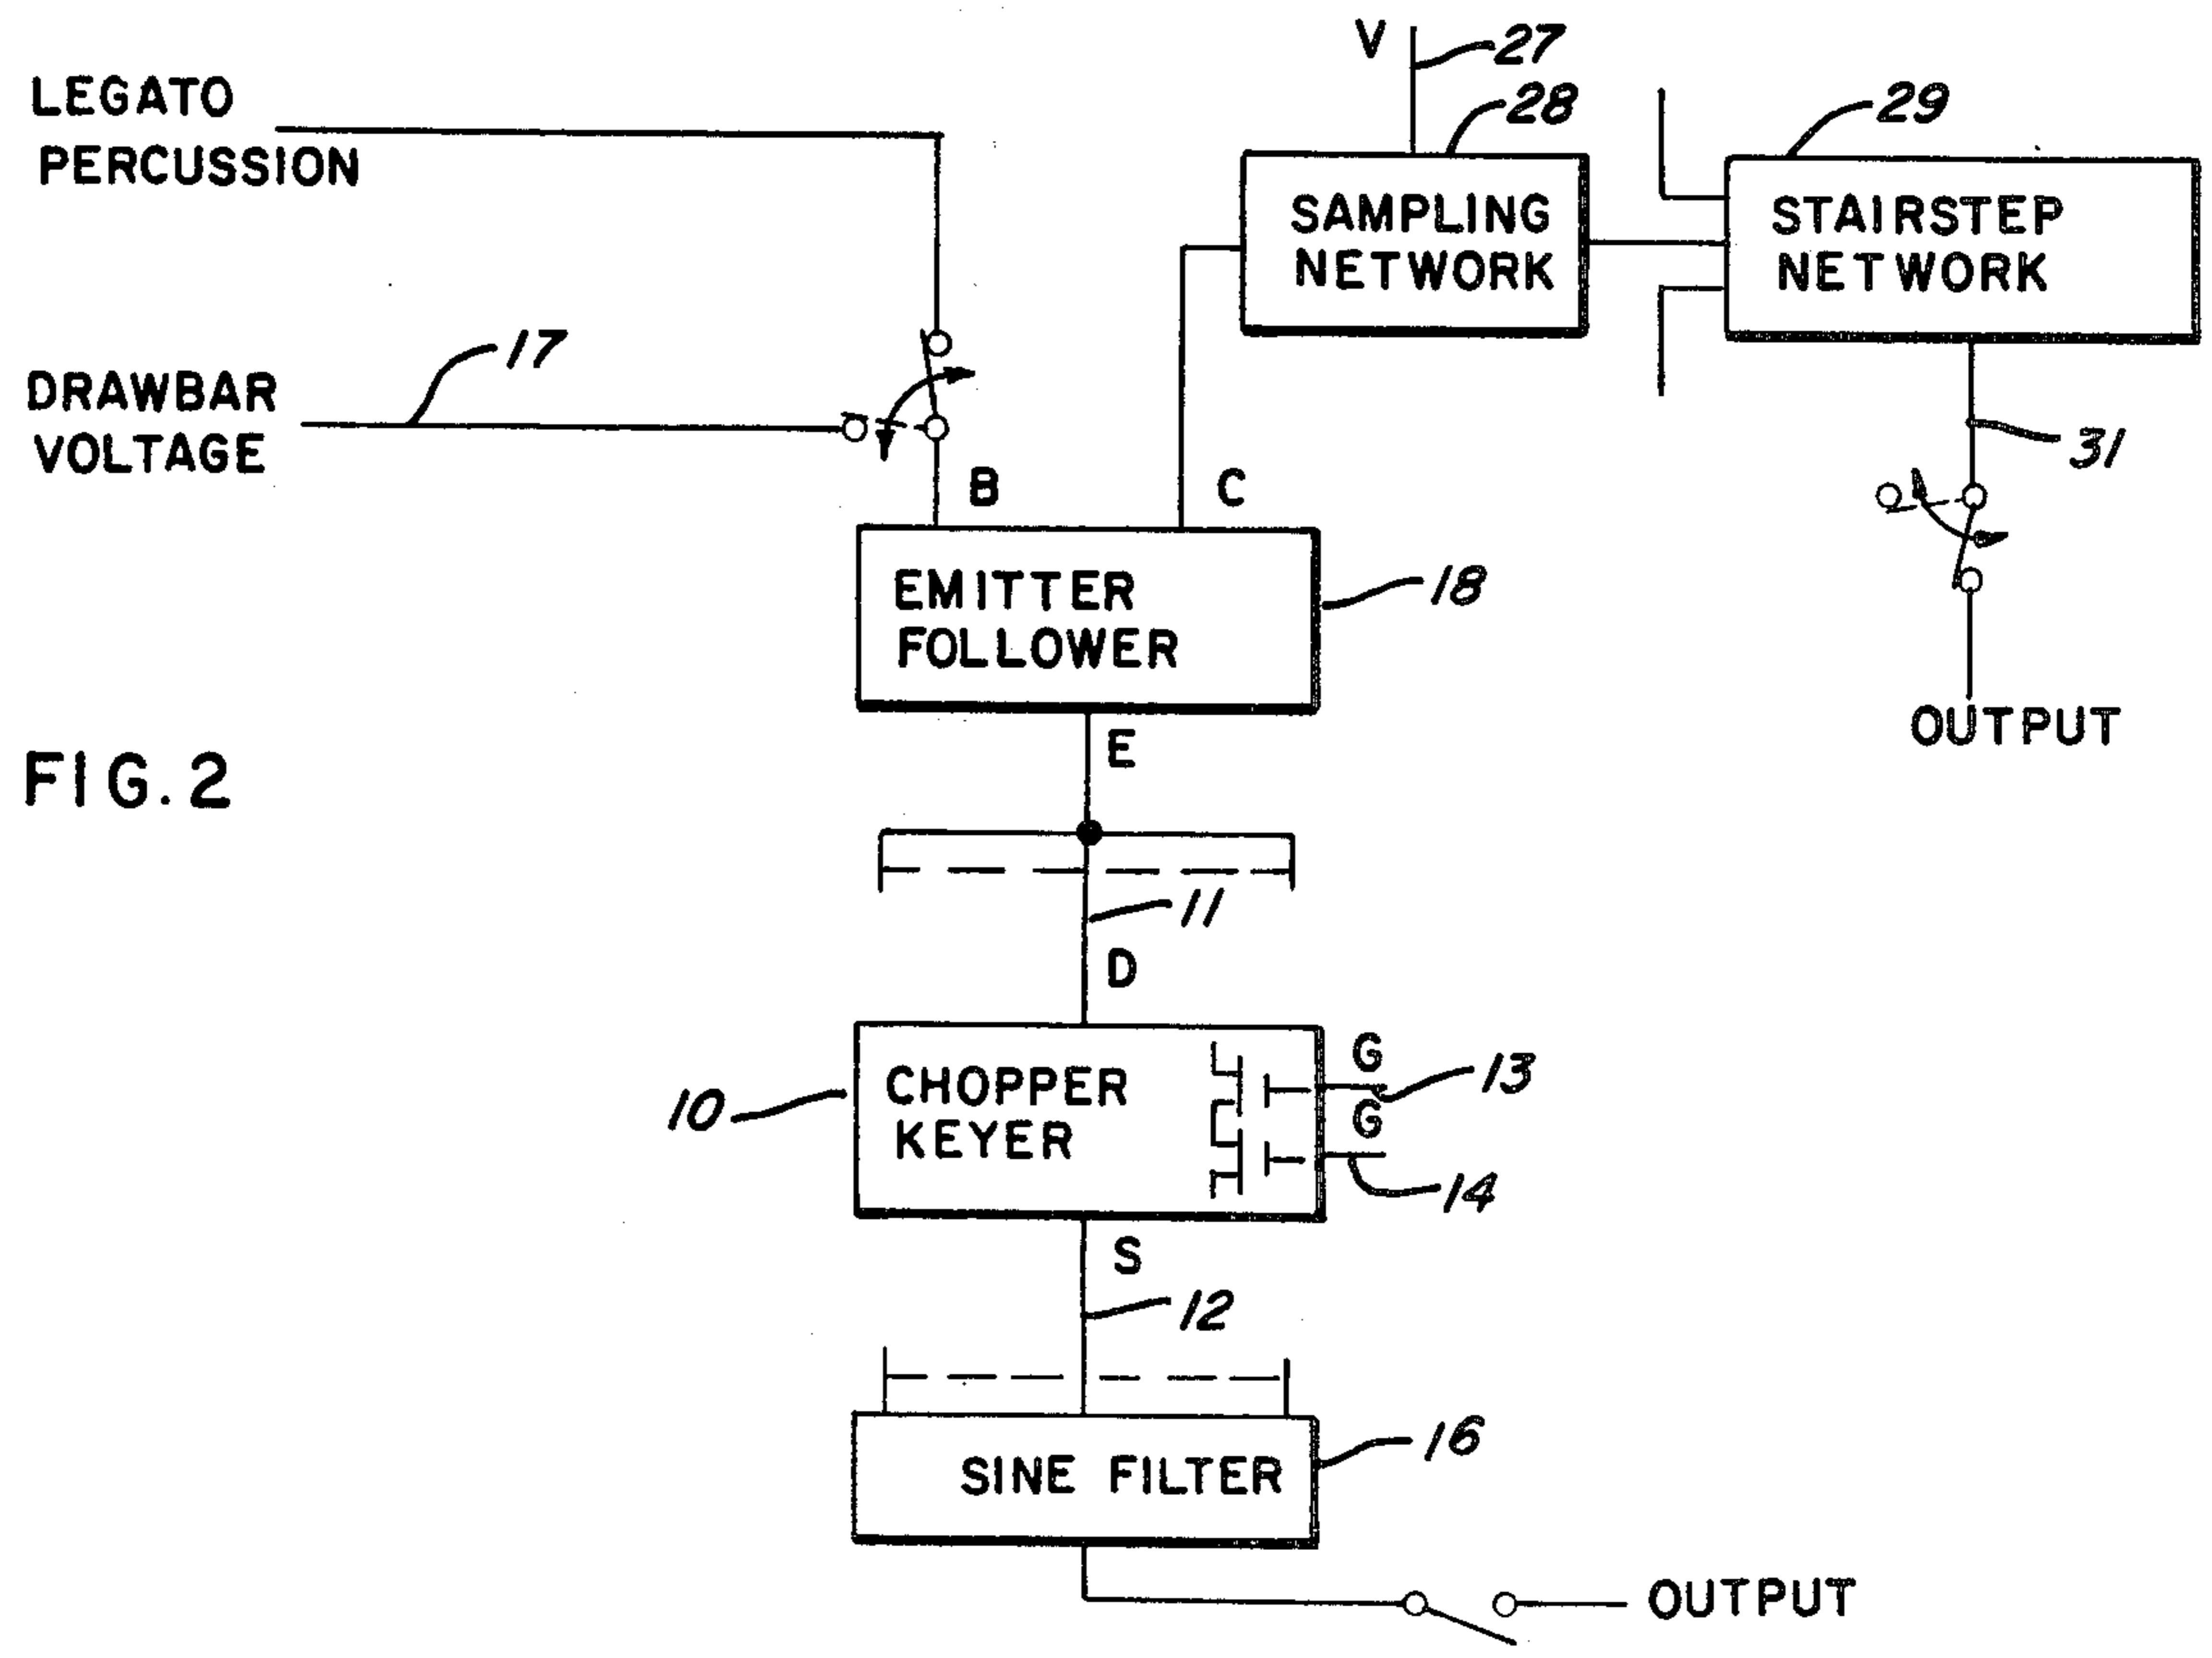 V
27
LEGATO
PERCUSSION
28
29
SAMPLING
NETWORK
STAIRSTEP
NETWORK
17
DRAWBAR
VOLTAGE
31
B
C
EMITTER
FOLLOWER
18
OUTPUT
E
FIG. 2
11
D
10
CHOPPER
KEYER
G
13
G
14
S
12
16
SINE FILTER
OUTPUT